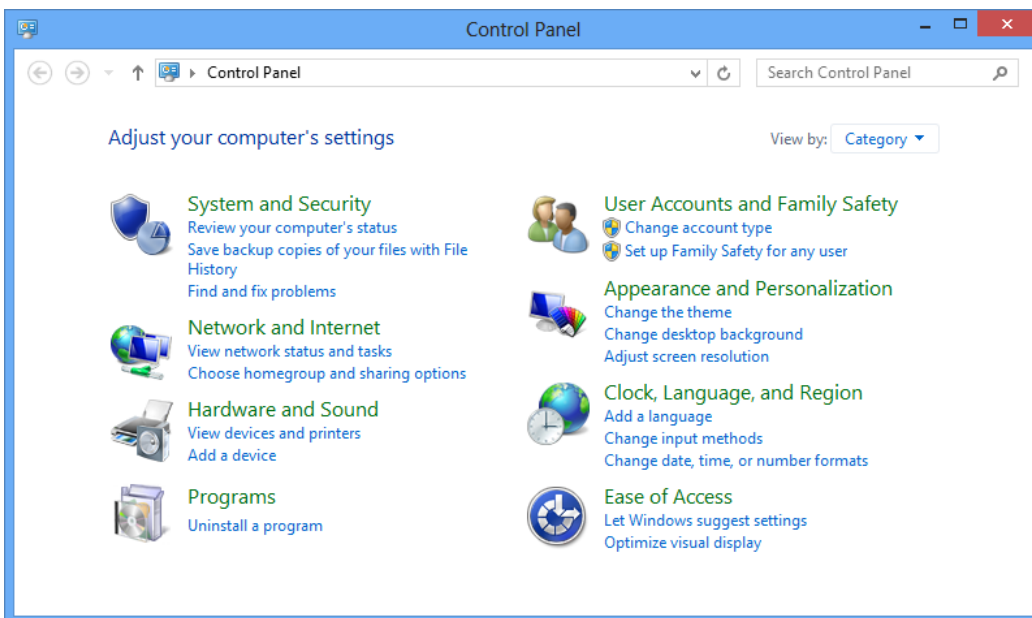 Control Panel
Control Panel
Search Control Panel
Adjust your computer's settings
View by: Category
System and Security
Review your computer's status
Save backup copies of your files with File
History
Find and fix problems
Network and Internet
View network status and tasks
Choose homegroup and sharing options
Hardware and Sound
View devices and printers
Add a device
Programs
Uninstall a program
User Accounts and Family Safety
Change account type
Set up Family Safety for any user
Appearance and Personalization
Change the theme
Change desktop background
Adjust screen resolution
Clock, Language, and Region
Add a language
Change input methods
Change date, time, or number formats
Ease of Access
Let Windows suggest settings
Optimize visual display